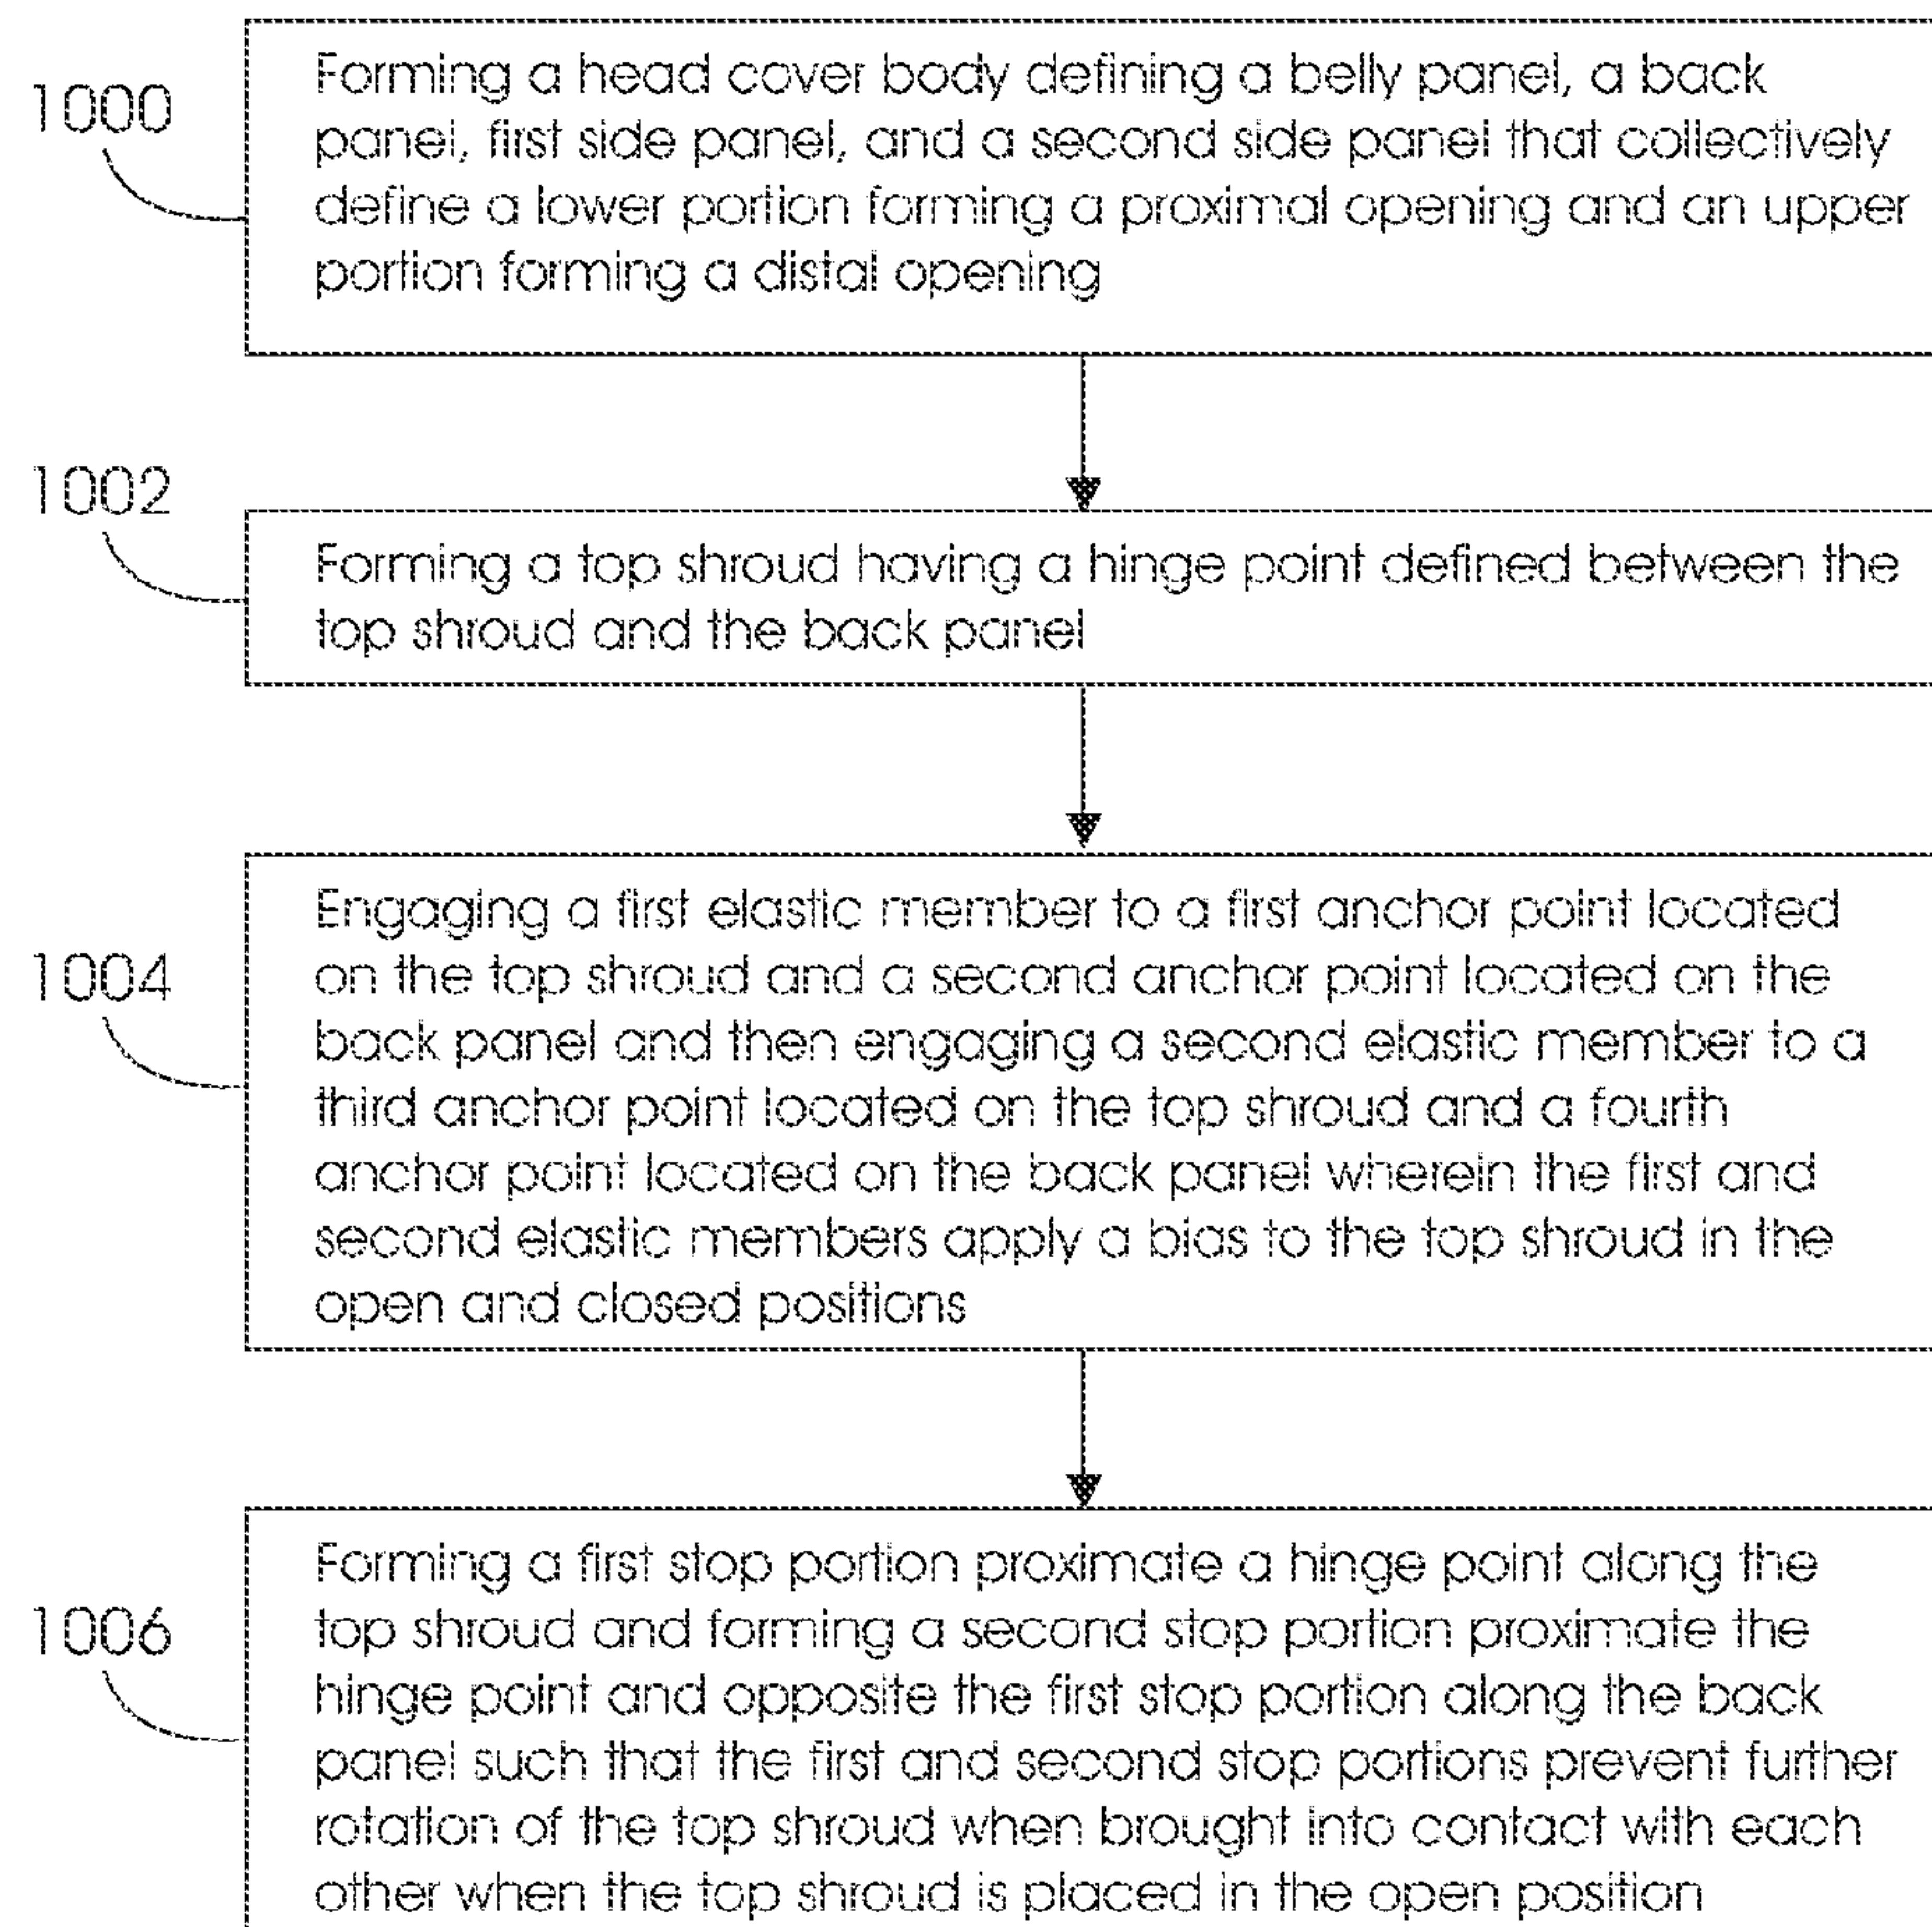 1000
Forming a head cover body defining a belly panel, a back
panel, first side panel, and a second side panel that collectively
define a lower portion forming a proximal opening and an upper
portion forming a distal opening
1002
Forming a top shroud having a hinge point defined between the
top shroud and the back panel
1004
Engaging a first elastic member to a first anchor point located
on the top shroud and a second anchor point located on the
back panel and then engaging a second elastic member to a
third anchor point located on the top shroud and a fourth
anchor point located on the back panel wherein the first and
second elastic members apply a bias to the top shroud in the
open and closed positions
1006
Forming a first stop portion proximate a hinge point along the
top shroud and forming a second stop portion proximate the
hinge point and opposite the first stop portion along the back
panel such that the first and second stop portions prevent further
rotation of the top shroud when brought into contact with each
other when the top shroud is placed in the open position